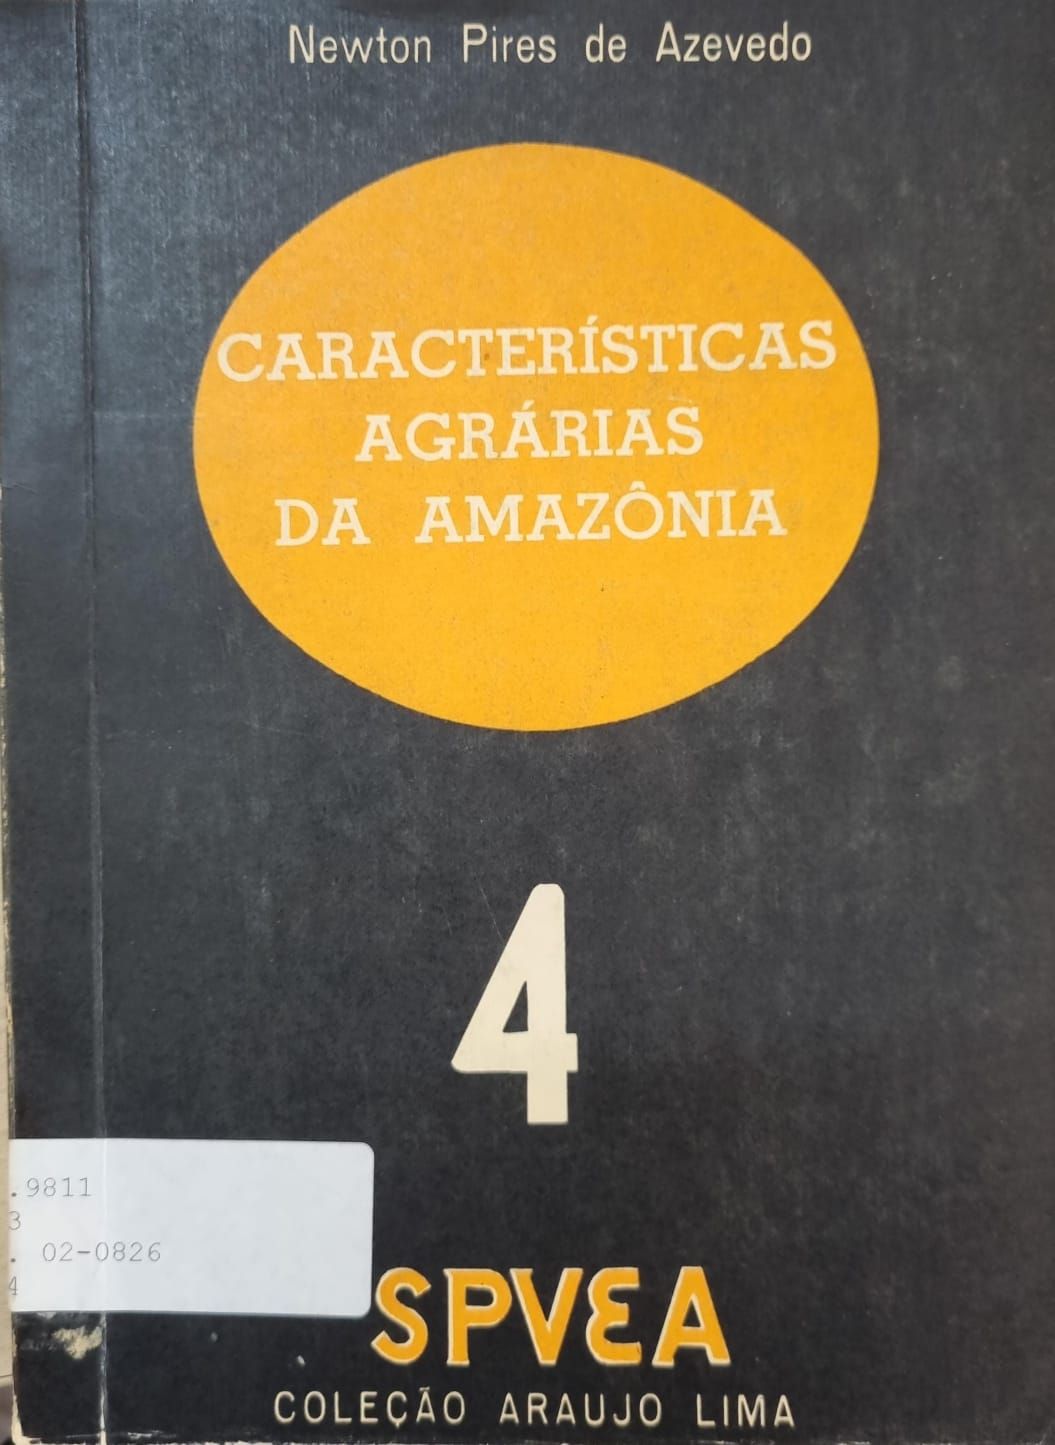 Newton Pires de Azevedo
CARACTERÍSTICAS
AGRÁRIAS
DA AMAZÔNIA
4
.9811
3
. 02-0826
4
SPVEA
COLEÇÃO ARAUJO LIMA